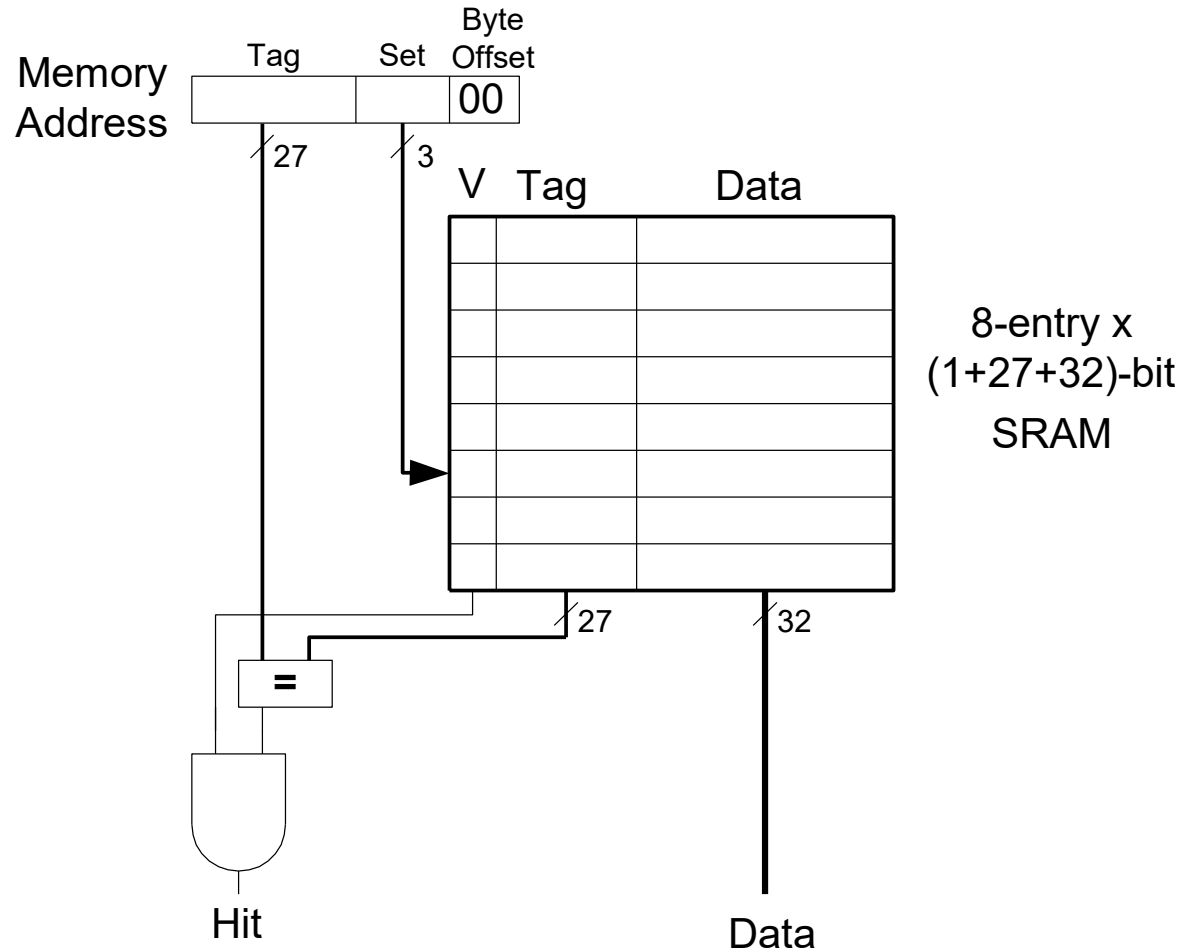 Byte
Offset
Tag
Set
Memory
Address
00
27
3
V
Tag
Data
8-entry x
(1+27+32)-bit
SRAM
27
32
=
Hit
Data